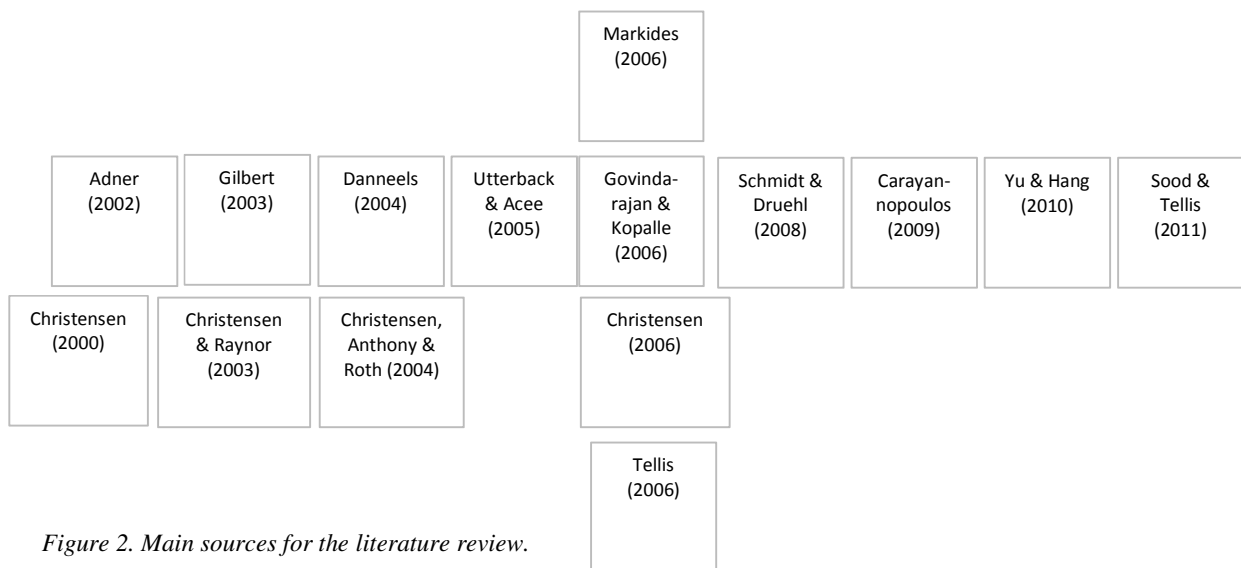 Markides
(2006)
Adner
(2002)
Gilbert
(2003)
Danneels
(2004)
Utterback
& Acee
(2005)
Govinda-
rajan &
Kopalle
(2006)
Schmidt &
Druehl
(2008)
Carayan-
nopoulos
(2009)
Yu & Hang
(2010)
Sood &
Tellis
(2011)
Christensen
(2000)
Christensen
& Raynor
(2003)
Christensen,
Anthony &
Roth (2004)
Christensen
(2006)
Tellis
(2006)
Figure 2. Main sources for the literature review.